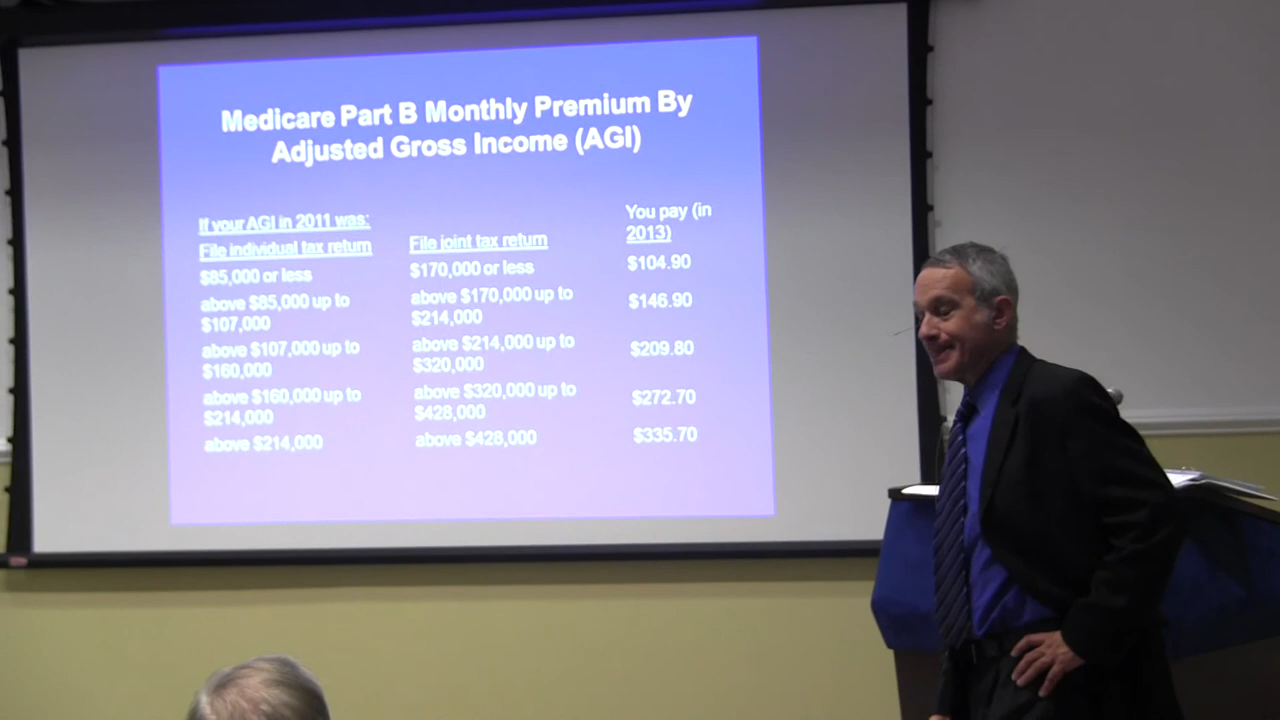 Medicare Part B Monthly Premium By
Adjusted Gross Income (AGI)
If your AGI in 2011 was:
File individual tax return
File joint tax return
You pay (in
2013)
$85,000 or less
$170,000 or less
$104.90
above $85,000 up to
$107,000
above $170,000 up to
$214,000
$146.90
above $107,000 up to
$160,000
above $214,000 up to
$320,000
$209.80
above $160,000 up to
$214,000
above $320,000 up to
$428,000
$272.70
above $214,000
above $428,000
$335.70